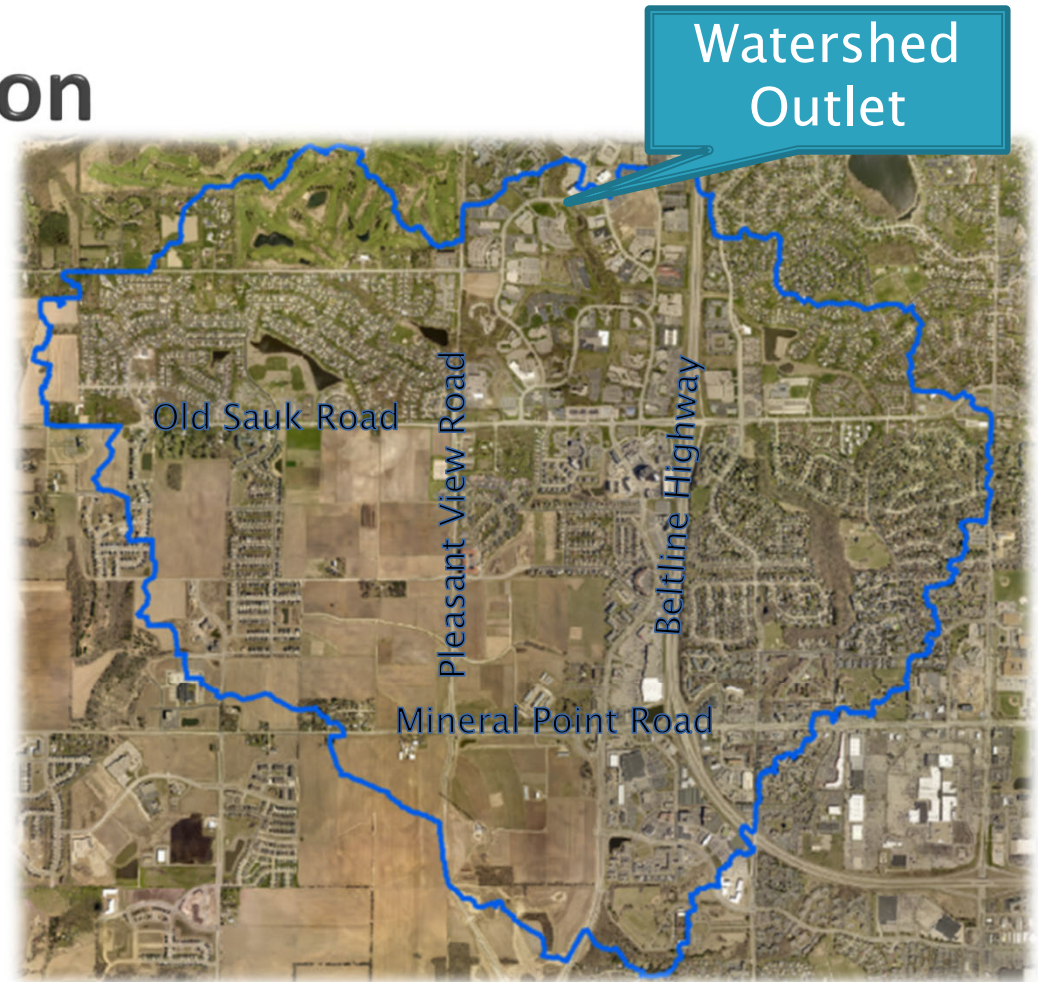 on
Watershed
Outlet
Old Sauk Road
Pleasant View Road
Beltline Highway
Mineral Point Road